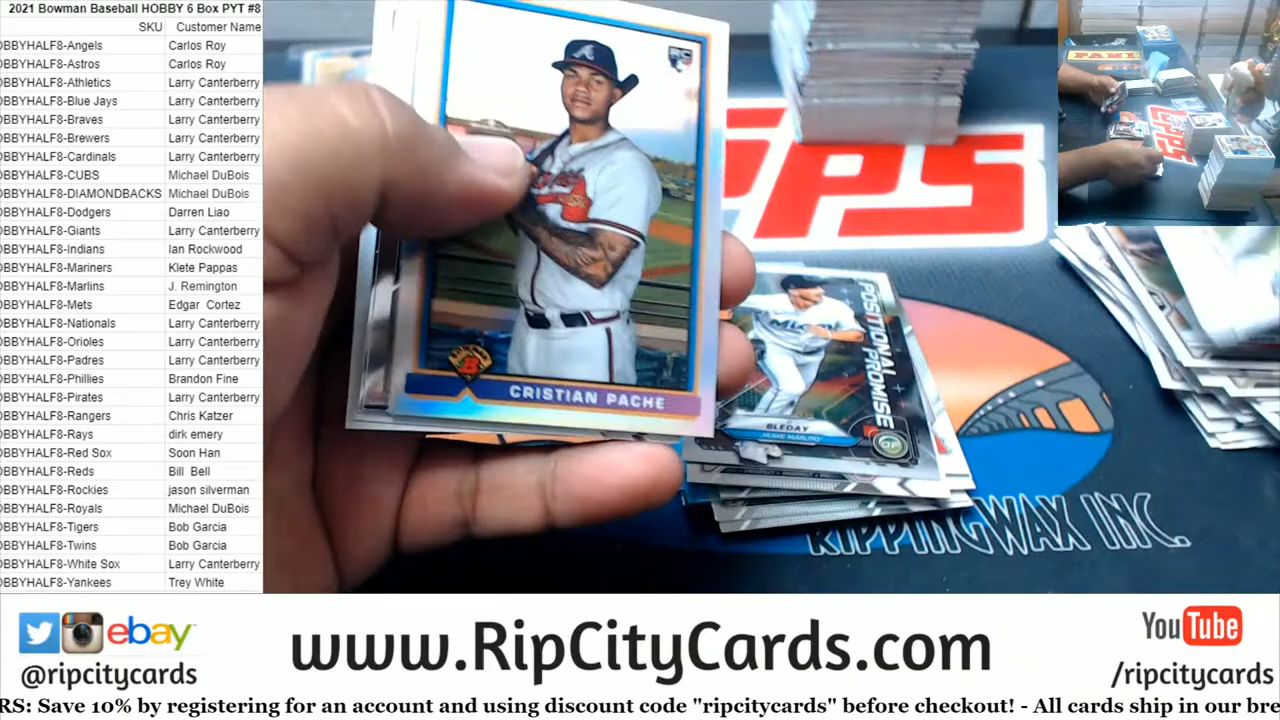 2021 Bowman Baseball HOBBY 6 Box PYT #8
SKU Customer Name
OBBYHALF8-Angels Carlos Roy
OBBYHALF8-Astros Carlos Roy
OBBYHALF8-Athletics Larry Canterberry
OBBYHALF8-Blue Jays Larry Canterberry
OBBYHALF8-Braves Larry Canterberry
OBBYHALF8-Brewers Larry Canterberry
OBBYHALF8-Cardinals Larry Canterberry
OBBYHALF8-CUBS Michael DuBois
OBBYHALF8-DIAMONDBACKS Michael DuBois
OBBYHALF8-Dodgers Darren Liao
OBBYHALF8-Giants Larry Canterberry
OBBYHALF8-Indians Ian Rockwood
OBBYHALF8-Mariners Klete Pappas
OBBYHALF8-Marlins J. Remington
OBBYHALF8-Mets Edgar Cortez
OBBYHALF8-Nationals Larry Canterberry
OBBYHALF8-Orioles Larry Canterberry
OBBYHALF8-Padres Larry Canterberry
OBBYHALF8-Phillies Brandon Fine
OBBYHALF8-Pirates Larry Canterberry
OBBYHALF8-Rangers Chris Katzer
OBBYHALF8-Rays dirk emery
OBBYHALF8-Red Sox Soon Han
OBBYHALF8-Reds Bill Bell
OBBYHALF8-Rockies jason silverman
OBBYHALF8-Royals Michael DuBois
OBBYHALF8-Tigers Bob Garcia
OBBYHALF8-Twins Bob Garcia
OBBYHALF8-White Sox Larry Canterberry
OBBYHALF8-Yankees Trey White
CRISTIAN PACHE
POSITIONAL PROMISE
BLEDAY
MIAMI MARLINS
OF
PPS
RIPPINGWAX INC.
PANINI
ebay
@ripcitycards
www.RipCityCards.com
YouTube
/ripcitycards
RS: Save 10% by registering for an account and using discount code "ripcitycards" before checkout! - All cards ship in our bre